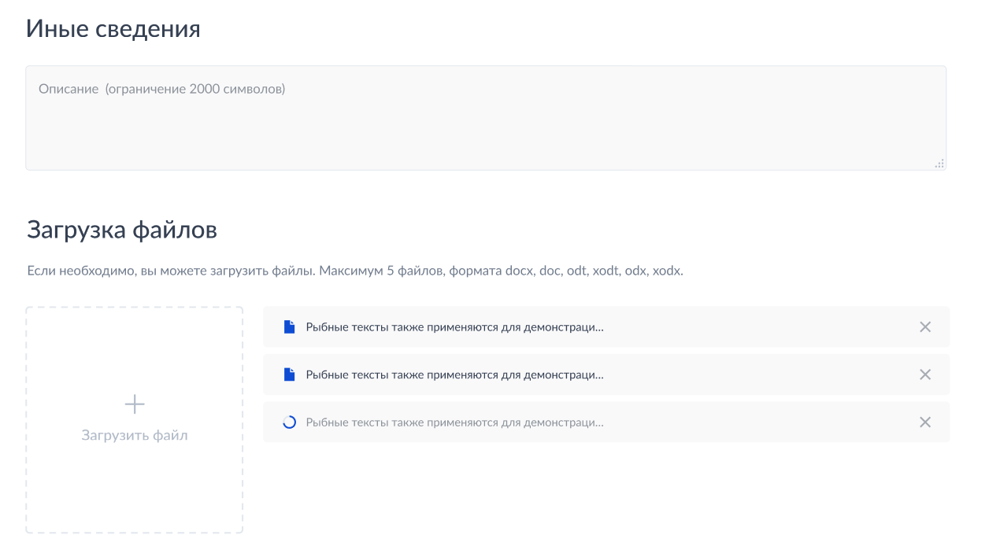 Иные сведения
Описание (ограничение 2000 символов)
Загрузка файлов
Если необходимо, вы можете загрузить файлы. Максимум 5 файлов, формата docx, doc, odt, xodt, odx, xodx.
Загрузить файл
Рыбные тексты также применяются для демонстраци...
Рыбные тексты также применяются для демонстраци...
Рыбные тексты также применяются для демонстраци...